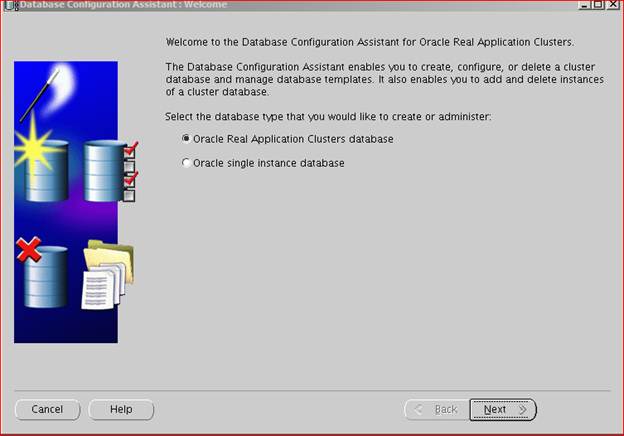 Database Configuration Assistant : Welcome
Welcome to the Database Configuration Assistant for Oracle Real Application Clusters.
The Database Configuration Assistant enables you to create, configure, or delete a cluster
database and manage database templates. It also enables you to add and delete instances
of a cluster database.
Select the database type that you would like to create or administer:
Oracle Real Application Clusters database
Oracle single instance database
Cancel
Help
Back
Next